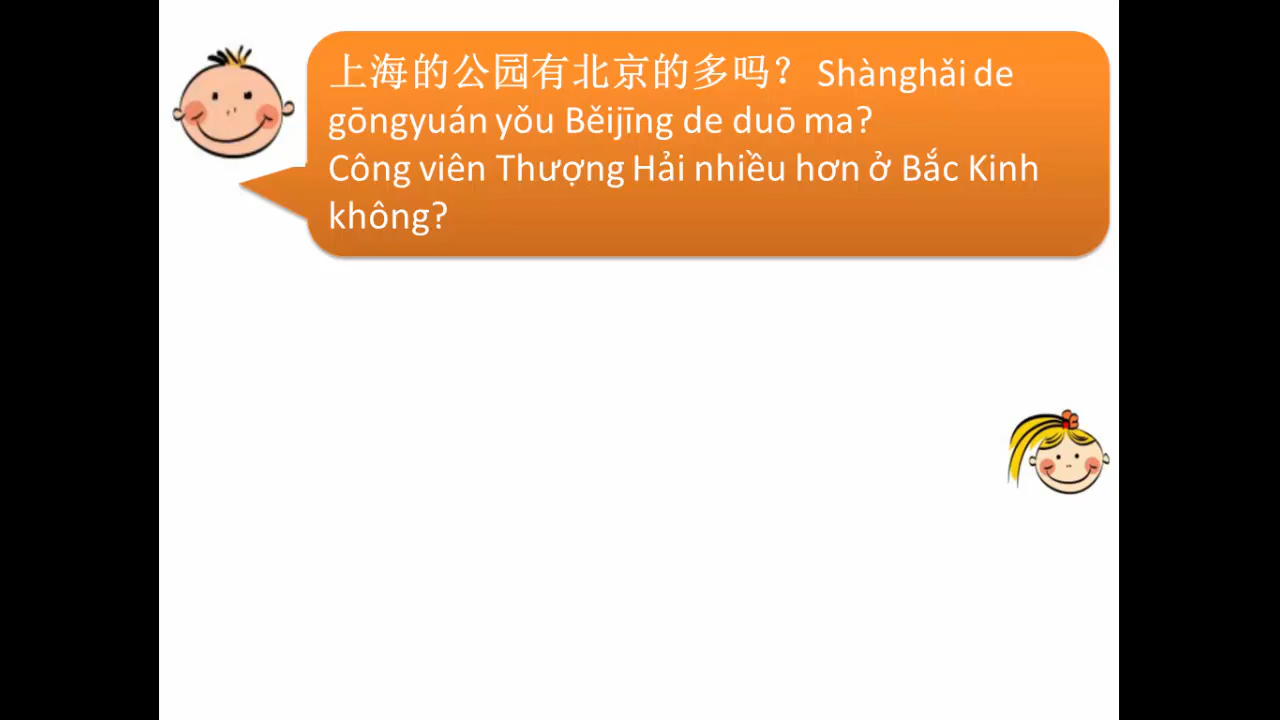 上海的公园有北京的多吗？ Shànghǎi de
gōngyuán yǒu Běijīng de duō ma?
Công viên Thượng Hải nhiều hơn ở Bắc Kinh
không?